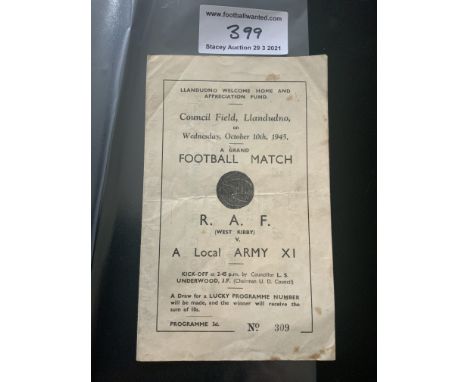 www.footballwanted.com
399
Stacey Auction 29 3 2021
LLANDUDNO WELCOME HOME AND
APPRECIATION FUND.
Council Field, Llandudno,
on
Wednesday, October 10th, 1945.
A GRAND
FOOTBALL MATCH
R. A. F.
(WEST KIRBY)
V.
A Local ARMY XI
KICK-OFF at 2-45 p.m. by Councillor L. S.
UNDERWOOD, J.P. (Chairman U. D. Council).
A Draw for a LUCKY PROGRAMME NUMBER
will be made, and the winner will receive the
sum of 10s.
PROGRAMME 3d. No 309